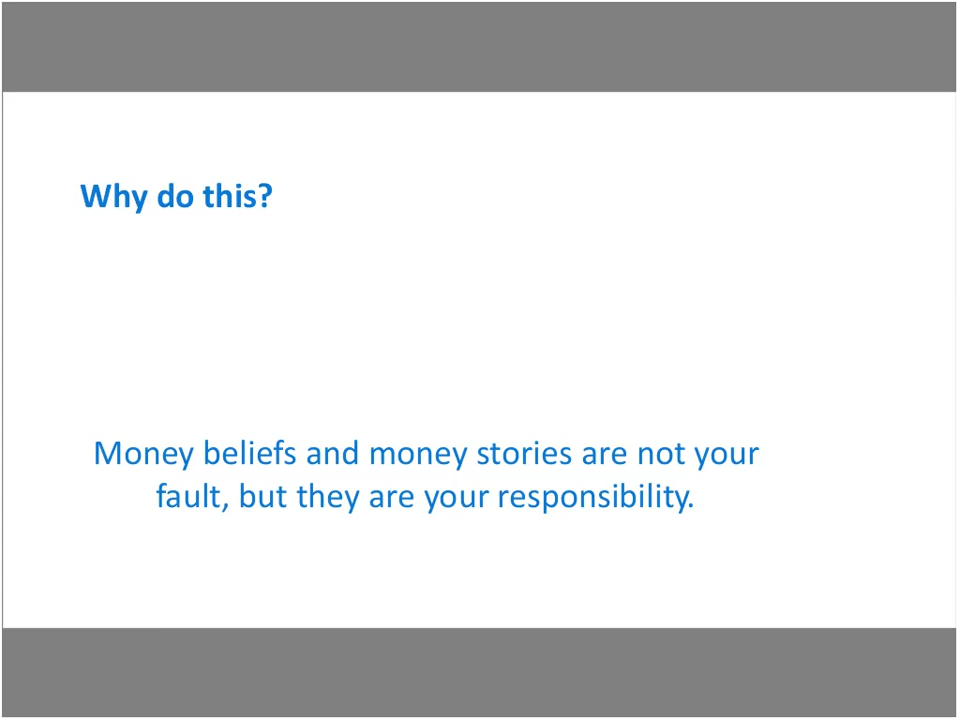 Why do this?
Money beliefs and money stories are not your
fault, but they are your responsibility.